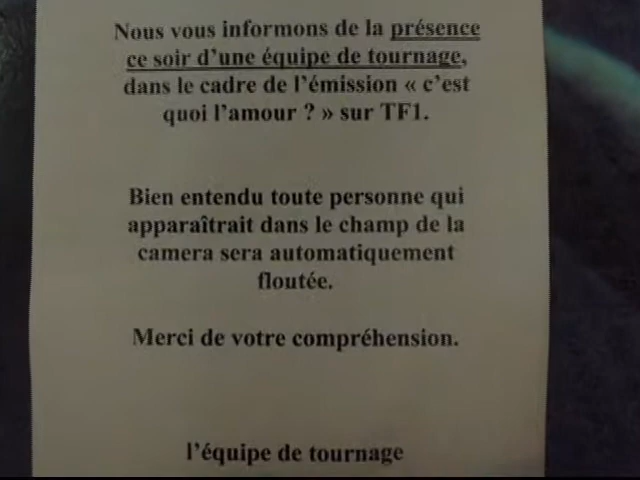 Nous vous informons de la présence
ce soir d'une équipe de tournage,
dans le cadre de l'émission « c'est
quoi l'amour ? » sur TF1.
Bien entendu toute personne qui
apparaîtrait dans le champ de la
camera sera automatiquement
floutée.
Merci de votre compréhension.
l'équipe de tournage